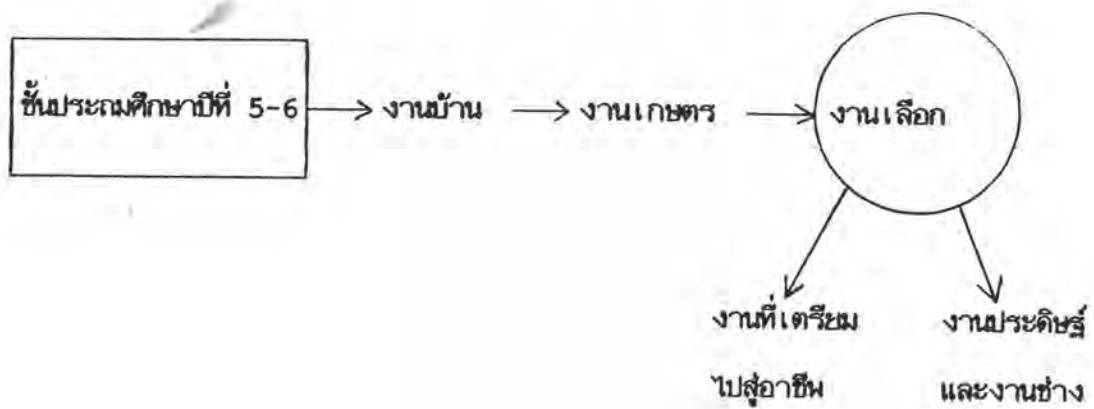 ชั้นประถมศึกษาปีที่ 5-6 งานบ้าน งานเกษตร งานเลือก
งานที่เตรียม งานประดิษฐ์
ไปสู่อาชีพ และงานช่าง